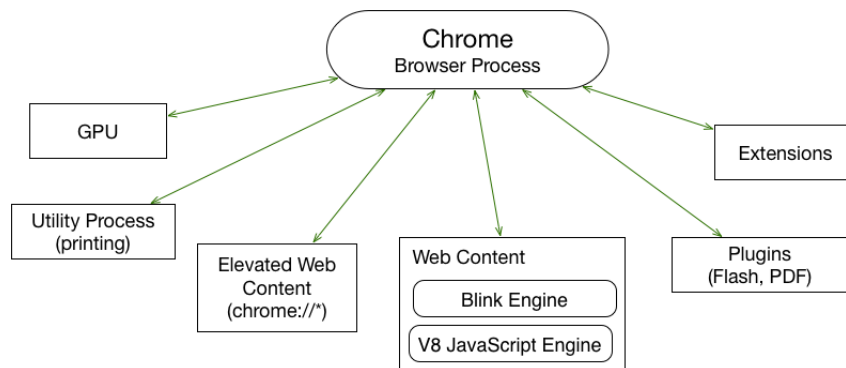 Chrome
Browser Process
GPU
Extensions
Utility Process
(printing)
Elevated Web
Content
(chrome://*)
Web Content
Blink Engine
V8 JavaScript Engine
Plugins
(Flash, PDF)